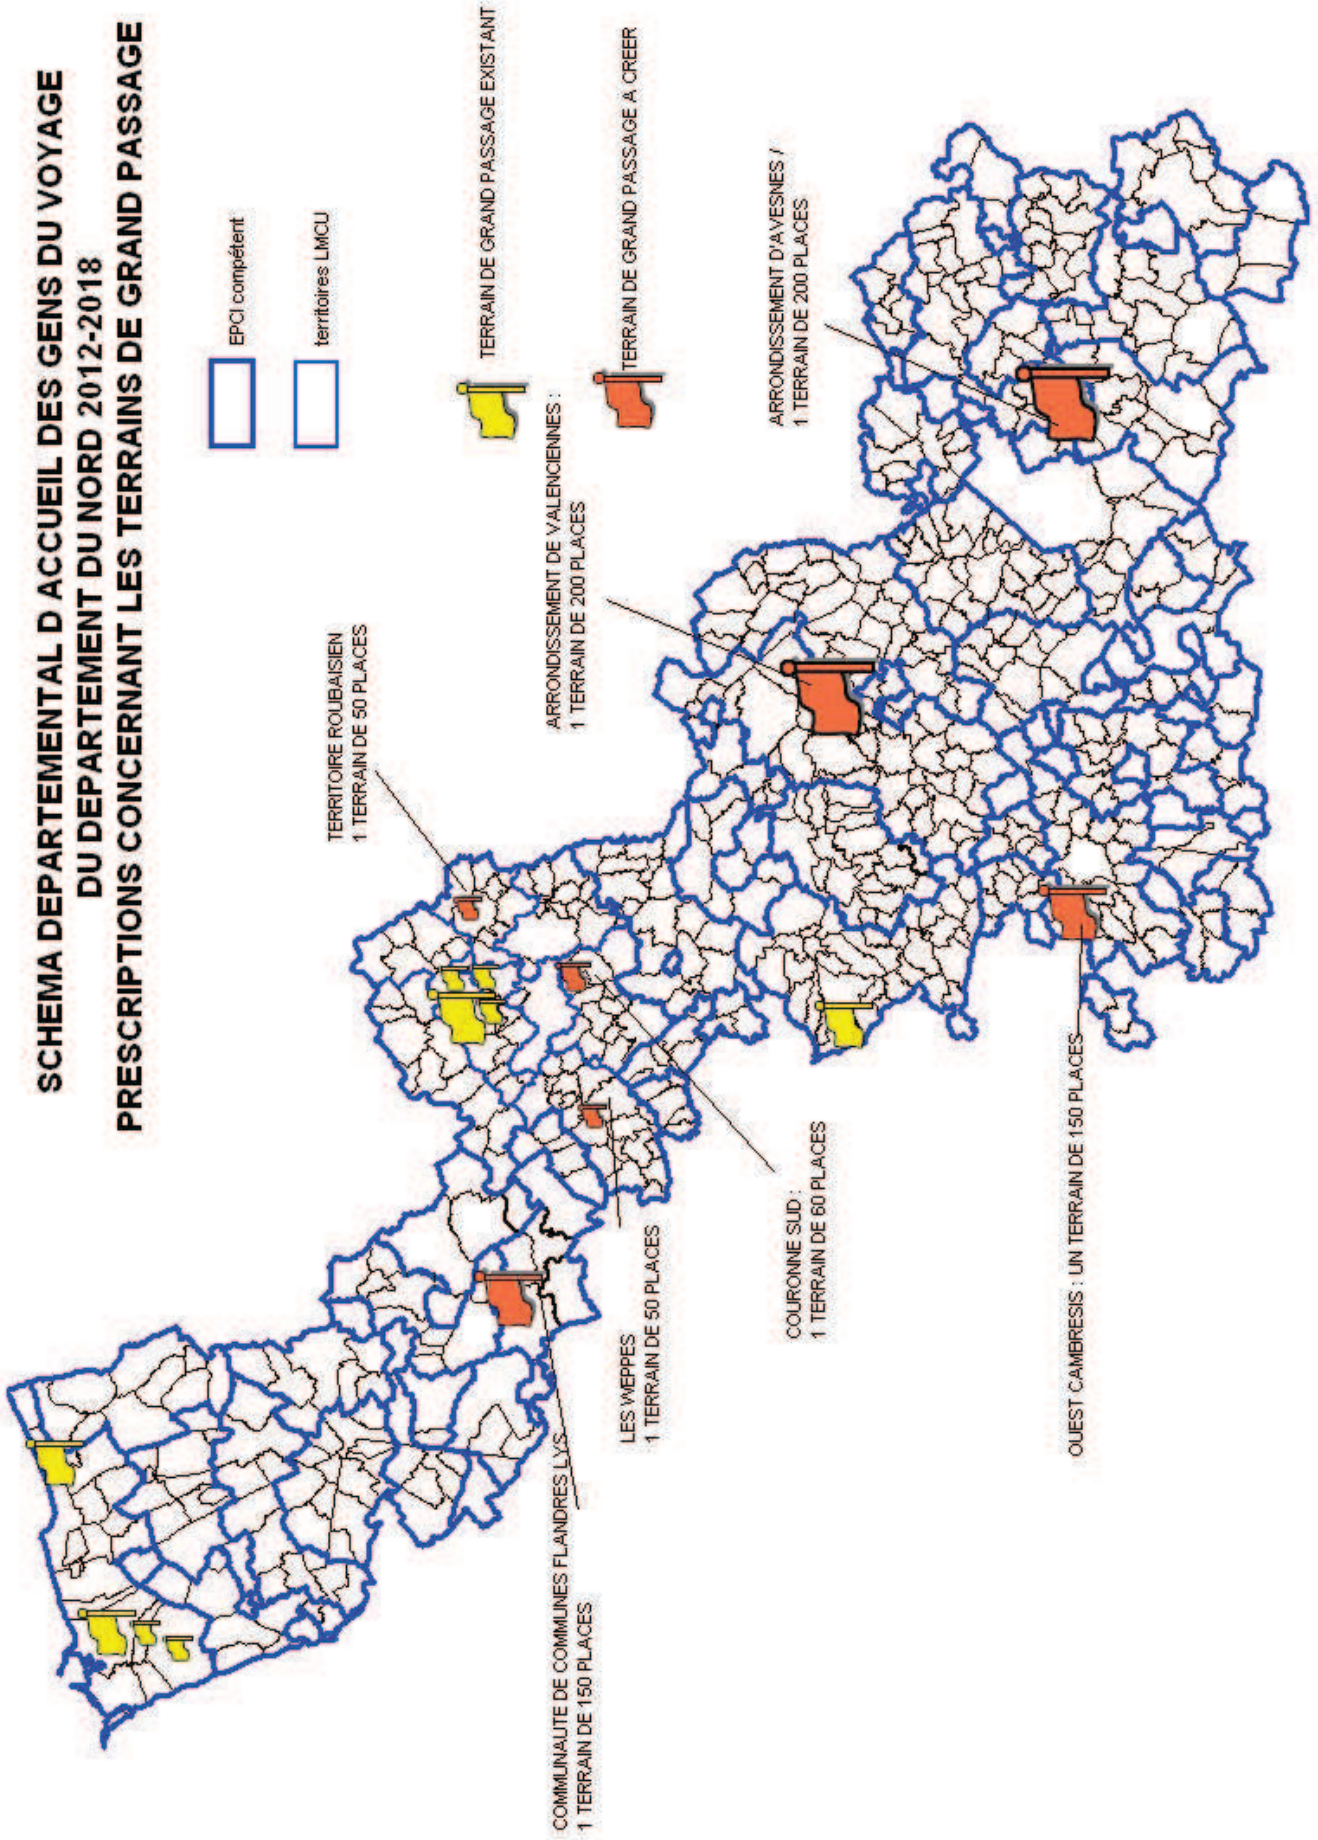 SCHEMA DEPARTEMENTAL D ACCUEIL DES GENS DU VOYAGE
DU DEPARTEMENT DU NORD 2012-2018
PRESCRIPTIONS CONCERNANT LES TERRAINS DE GRAND PASSAGE
EPCI compétent
territoires LMCU
TERRAIN DE GRAND PASSAGE EXISTANT
TERRAIN DE GRAND PASSAGE A CREER
TERRITOIRE ROUBAISIEN
1 TERRAIN DE 50 PLACES
ARRONDISSEMENT DE VALENCIENNES :
1 TERRAIN DE 200 PLACES
ARRONDISSEMENT D'AVESNES /
1 TERRAIN DE 200 PLACES
COMMUNAUTE DE COMMUNES FLANDRES LYS
1 TERRAIN DE 150 PLACES
LES WEPPES
1 TERRAIN DE 50 PLACES
COURONNE SUD :
1 TERRAIN DE 60 PLACES
OUEST CAMBRESIS : UN TERRAIN DE 150 PLACES